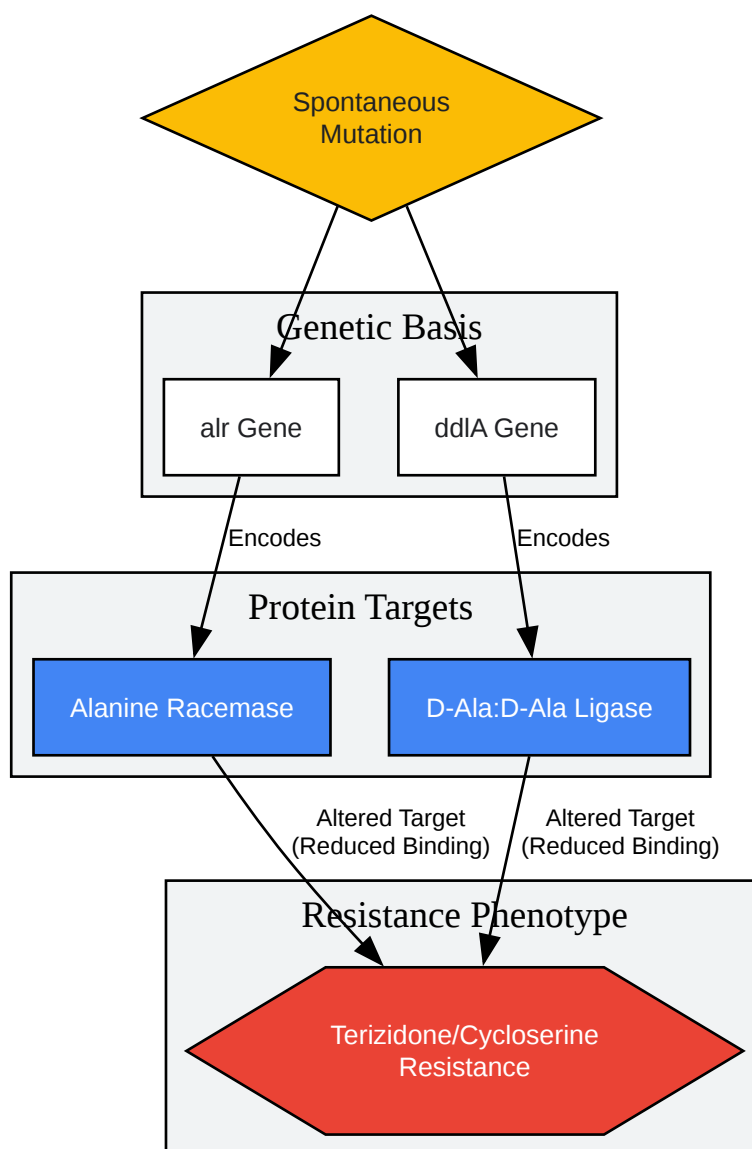 Spontaneous
Mutation
Genetic Basis
alr Gene
ddlA Gene
Encodes
Encodes
Protein Targets
Alanine Racemase
D-Ala:D-Ala Ligase
Altered Target
(Reduced Binding)
Altered Target
(Reduced Binding)
Resistance Phenotype
Terizidone/Cycloserine
Resistance